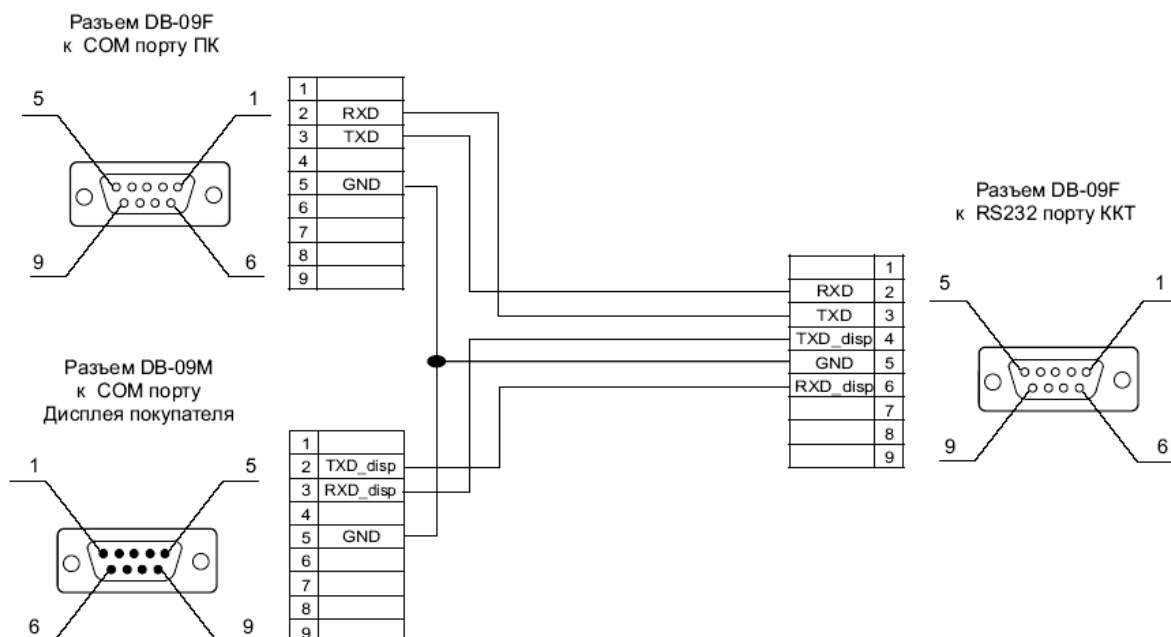 Разъем DB-09F
к COM порту ПК
5
1
9
6
1
2 RXD
3 TXD
4
5 GND
6
7
8
9
Разъем DB-09F
к RS232 порту ККТ
1
RXD 2
TXD 3
TXD_disp 4
GND 5
RXD_disp 6
7
8
9
5
1
9
6
Разъем DB-09M
к COM порту
Дисплея покупателя
1
5
6
9
1
2 TXD_disp
3 RXD_disp
4
5 GND
6
7
8
9